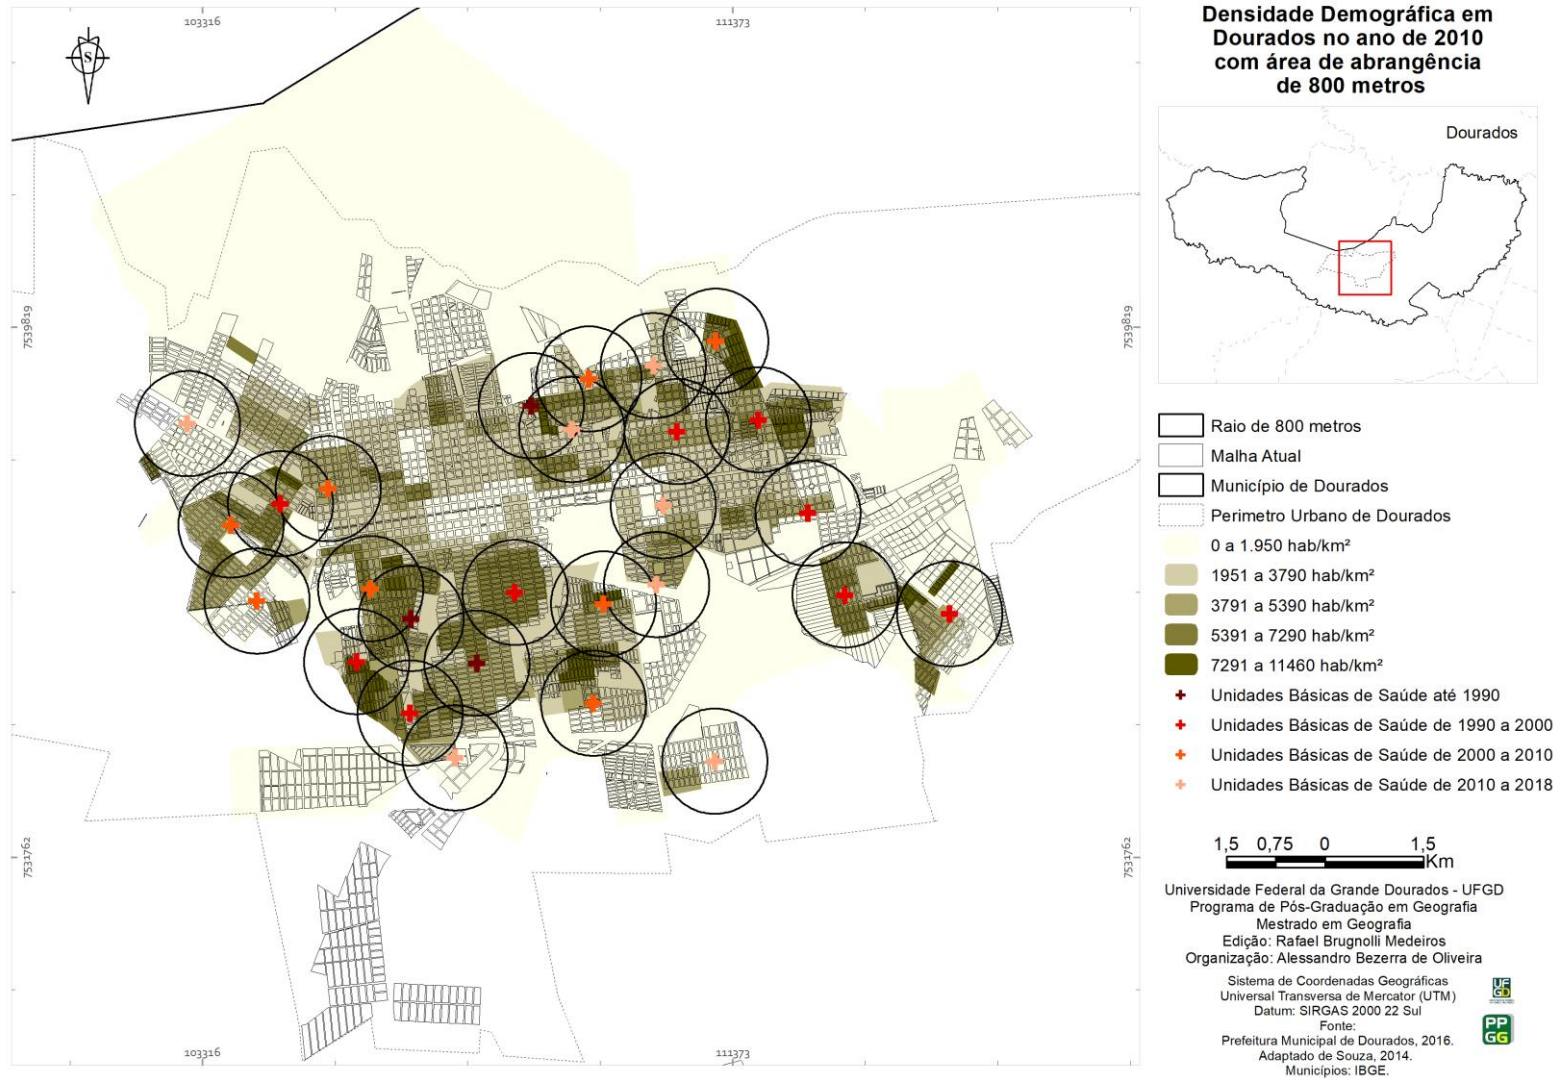 103316
111373
S
7539819
7539819
7531762
7531762
103316
111373
Densidade Demográfica em
Dourados no ano de 2010
com área de abrangência
de 800 metros
Dourados
Raio de 800 metros
Malha Atual
Município de Dourados
Perimetro Urbano de Dourados
0 a 1.950 hab/km²
1951 a 3790 hab/km²
3791 a 5390 hab/km²
5391 a 7290 hab/km²
7291 a 11460 hab/km²
Unidades Básicas de Saúde até 1990
Unidades Básicas de Saúde de 1990 a 2000
Unidades Básicas de Saúde de 2000 a 2010
Unidades Básicas de Saúde de 2010 a 2018
1,5 0,75 0 1,5
Km
Universidade Federal da Grande Dourados - UFGD
Programa de Pós-Graduação em Geografia
Mestrado em Geografia
Edição: Rafael Brugnolli Medeiros
Organização: Alessandro Bezerra de Oliveira
Sistema de Coordenadas Geográficas
Universal Transversa de Mercator (UTM)
Datum: SIRGAS 2000 22 Sul
Fonte:
Prefeitura Municipal de Dourados, 2016.
Adaptado de Souza, 2014.
Municípios: IBGE.
UF
GD
PP
GG